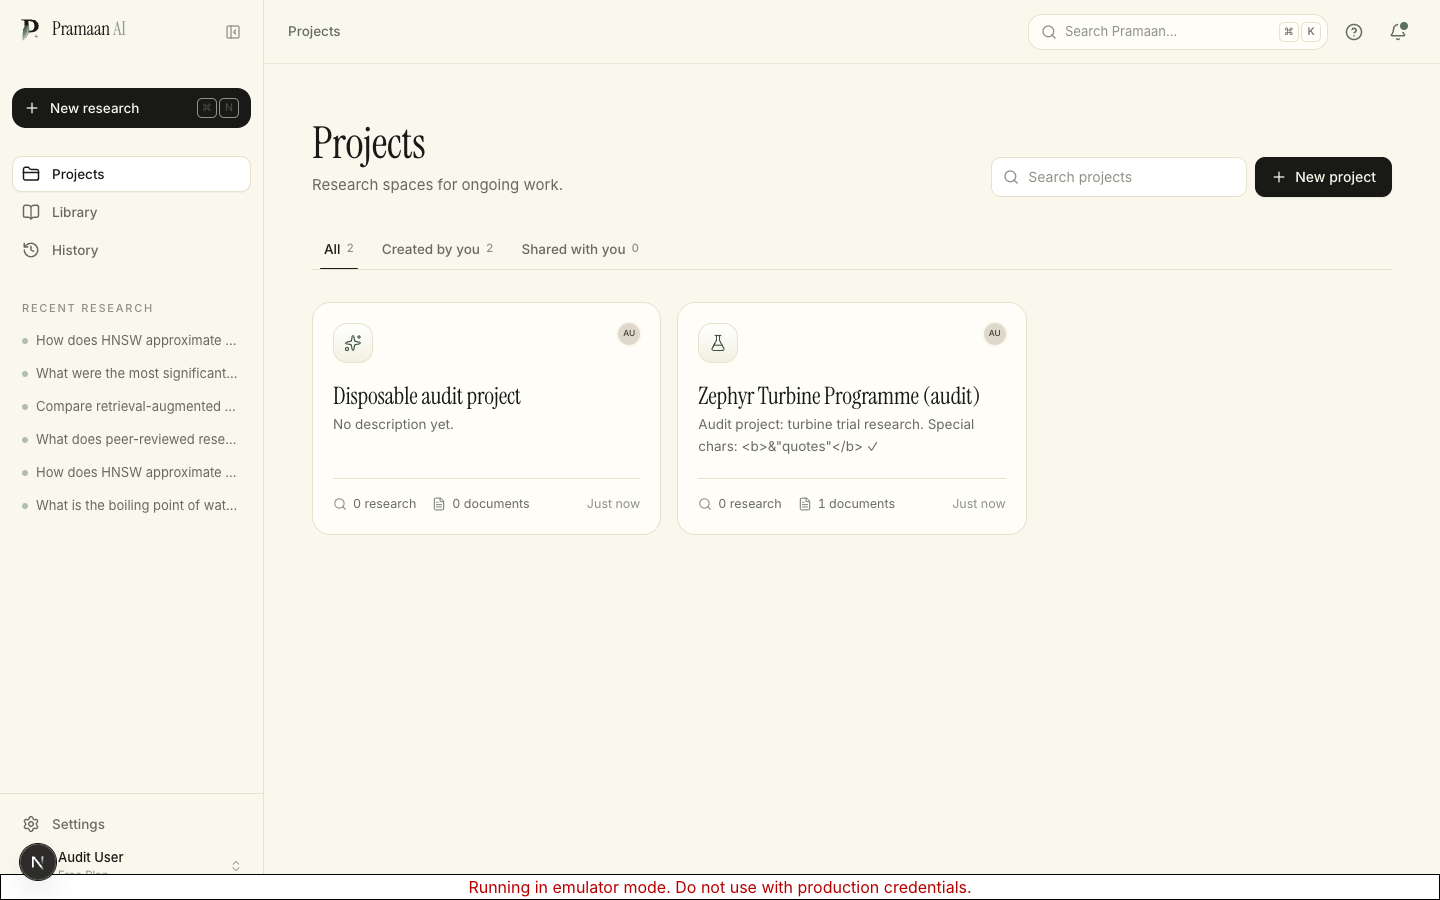 Pramaan AI
Projects
Search Pramaan...
⌘ K
New research
⌘ N
Projects
Library
History
RECENT RESEARCH
How does HNSW approximate ...
What were the most significant...
Compare retrieval-augmented ...
What does peer-reviewed rese...
How does HNSW approximate ...
What is the boiling point of wat...
Settings
N
Audit User
Free Plan
Projects
Research spaces for ongoing work.
Search projects
New project
All 2
Created by you 2
Shared with you 0
AU
Disposable audit project
No description yet.
0 research
0 documents
Just now
AU
Zephyr Turbine Programme (audit)
Audit project: turbine trial research. Special
chars: <b>&"quotes"</b> ✓
0 research
1 documents
Just now
Running in emulator mode. Do not use with production credentials.